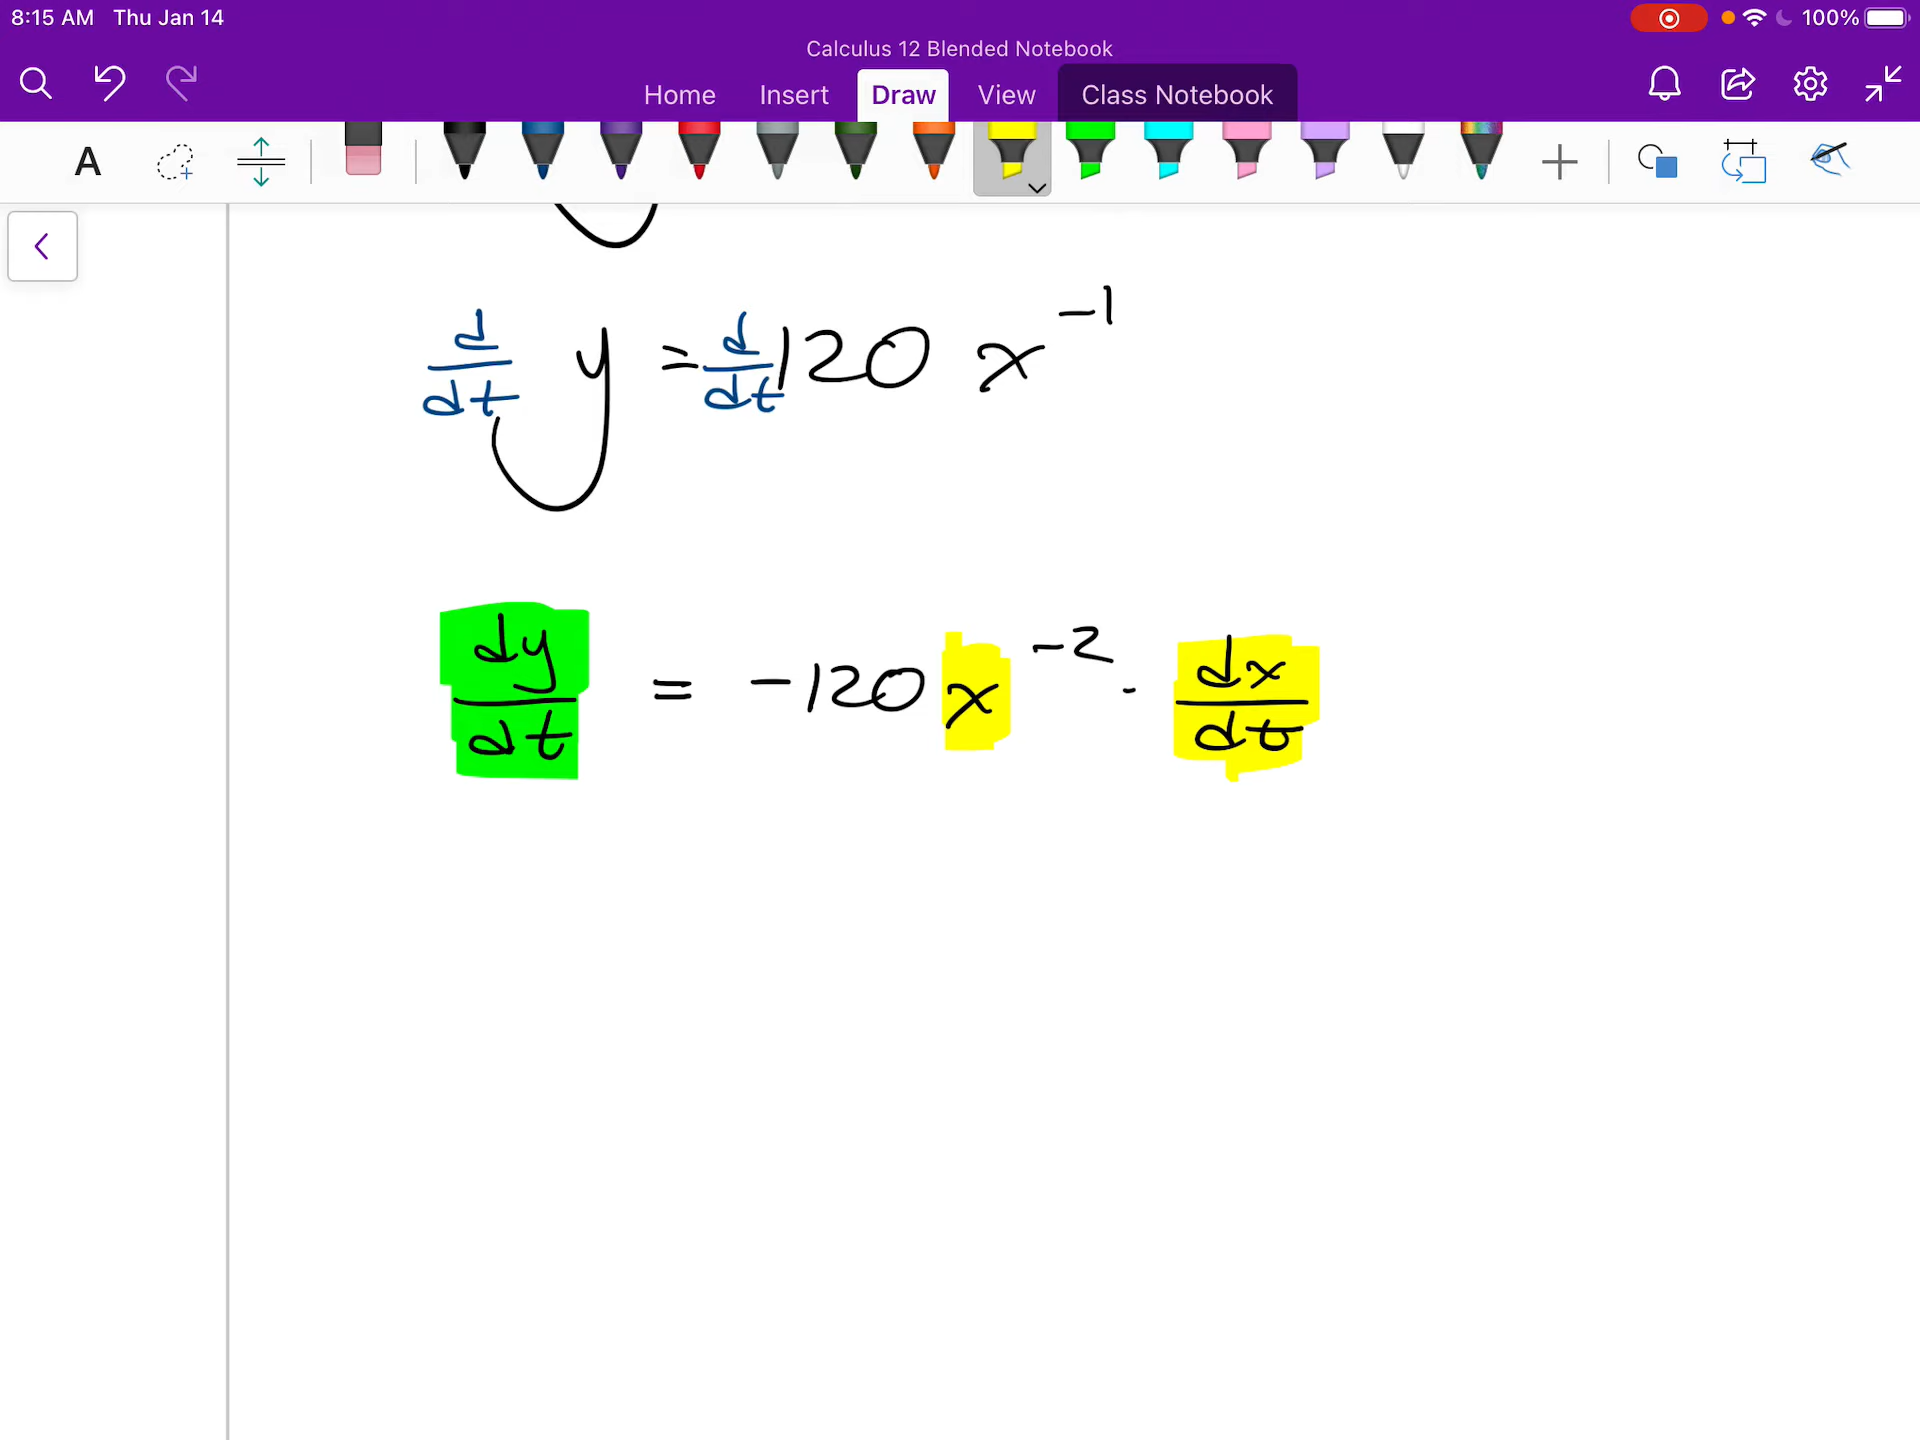 8:15 AM Thu Jan 14 100%
Calculus 12 Blended Notebook
Home Insert Draw View Class Notebook
A
d/dt y = d/dt 120 x^-1
dy/dt = -120 x^-2 · dx/dt